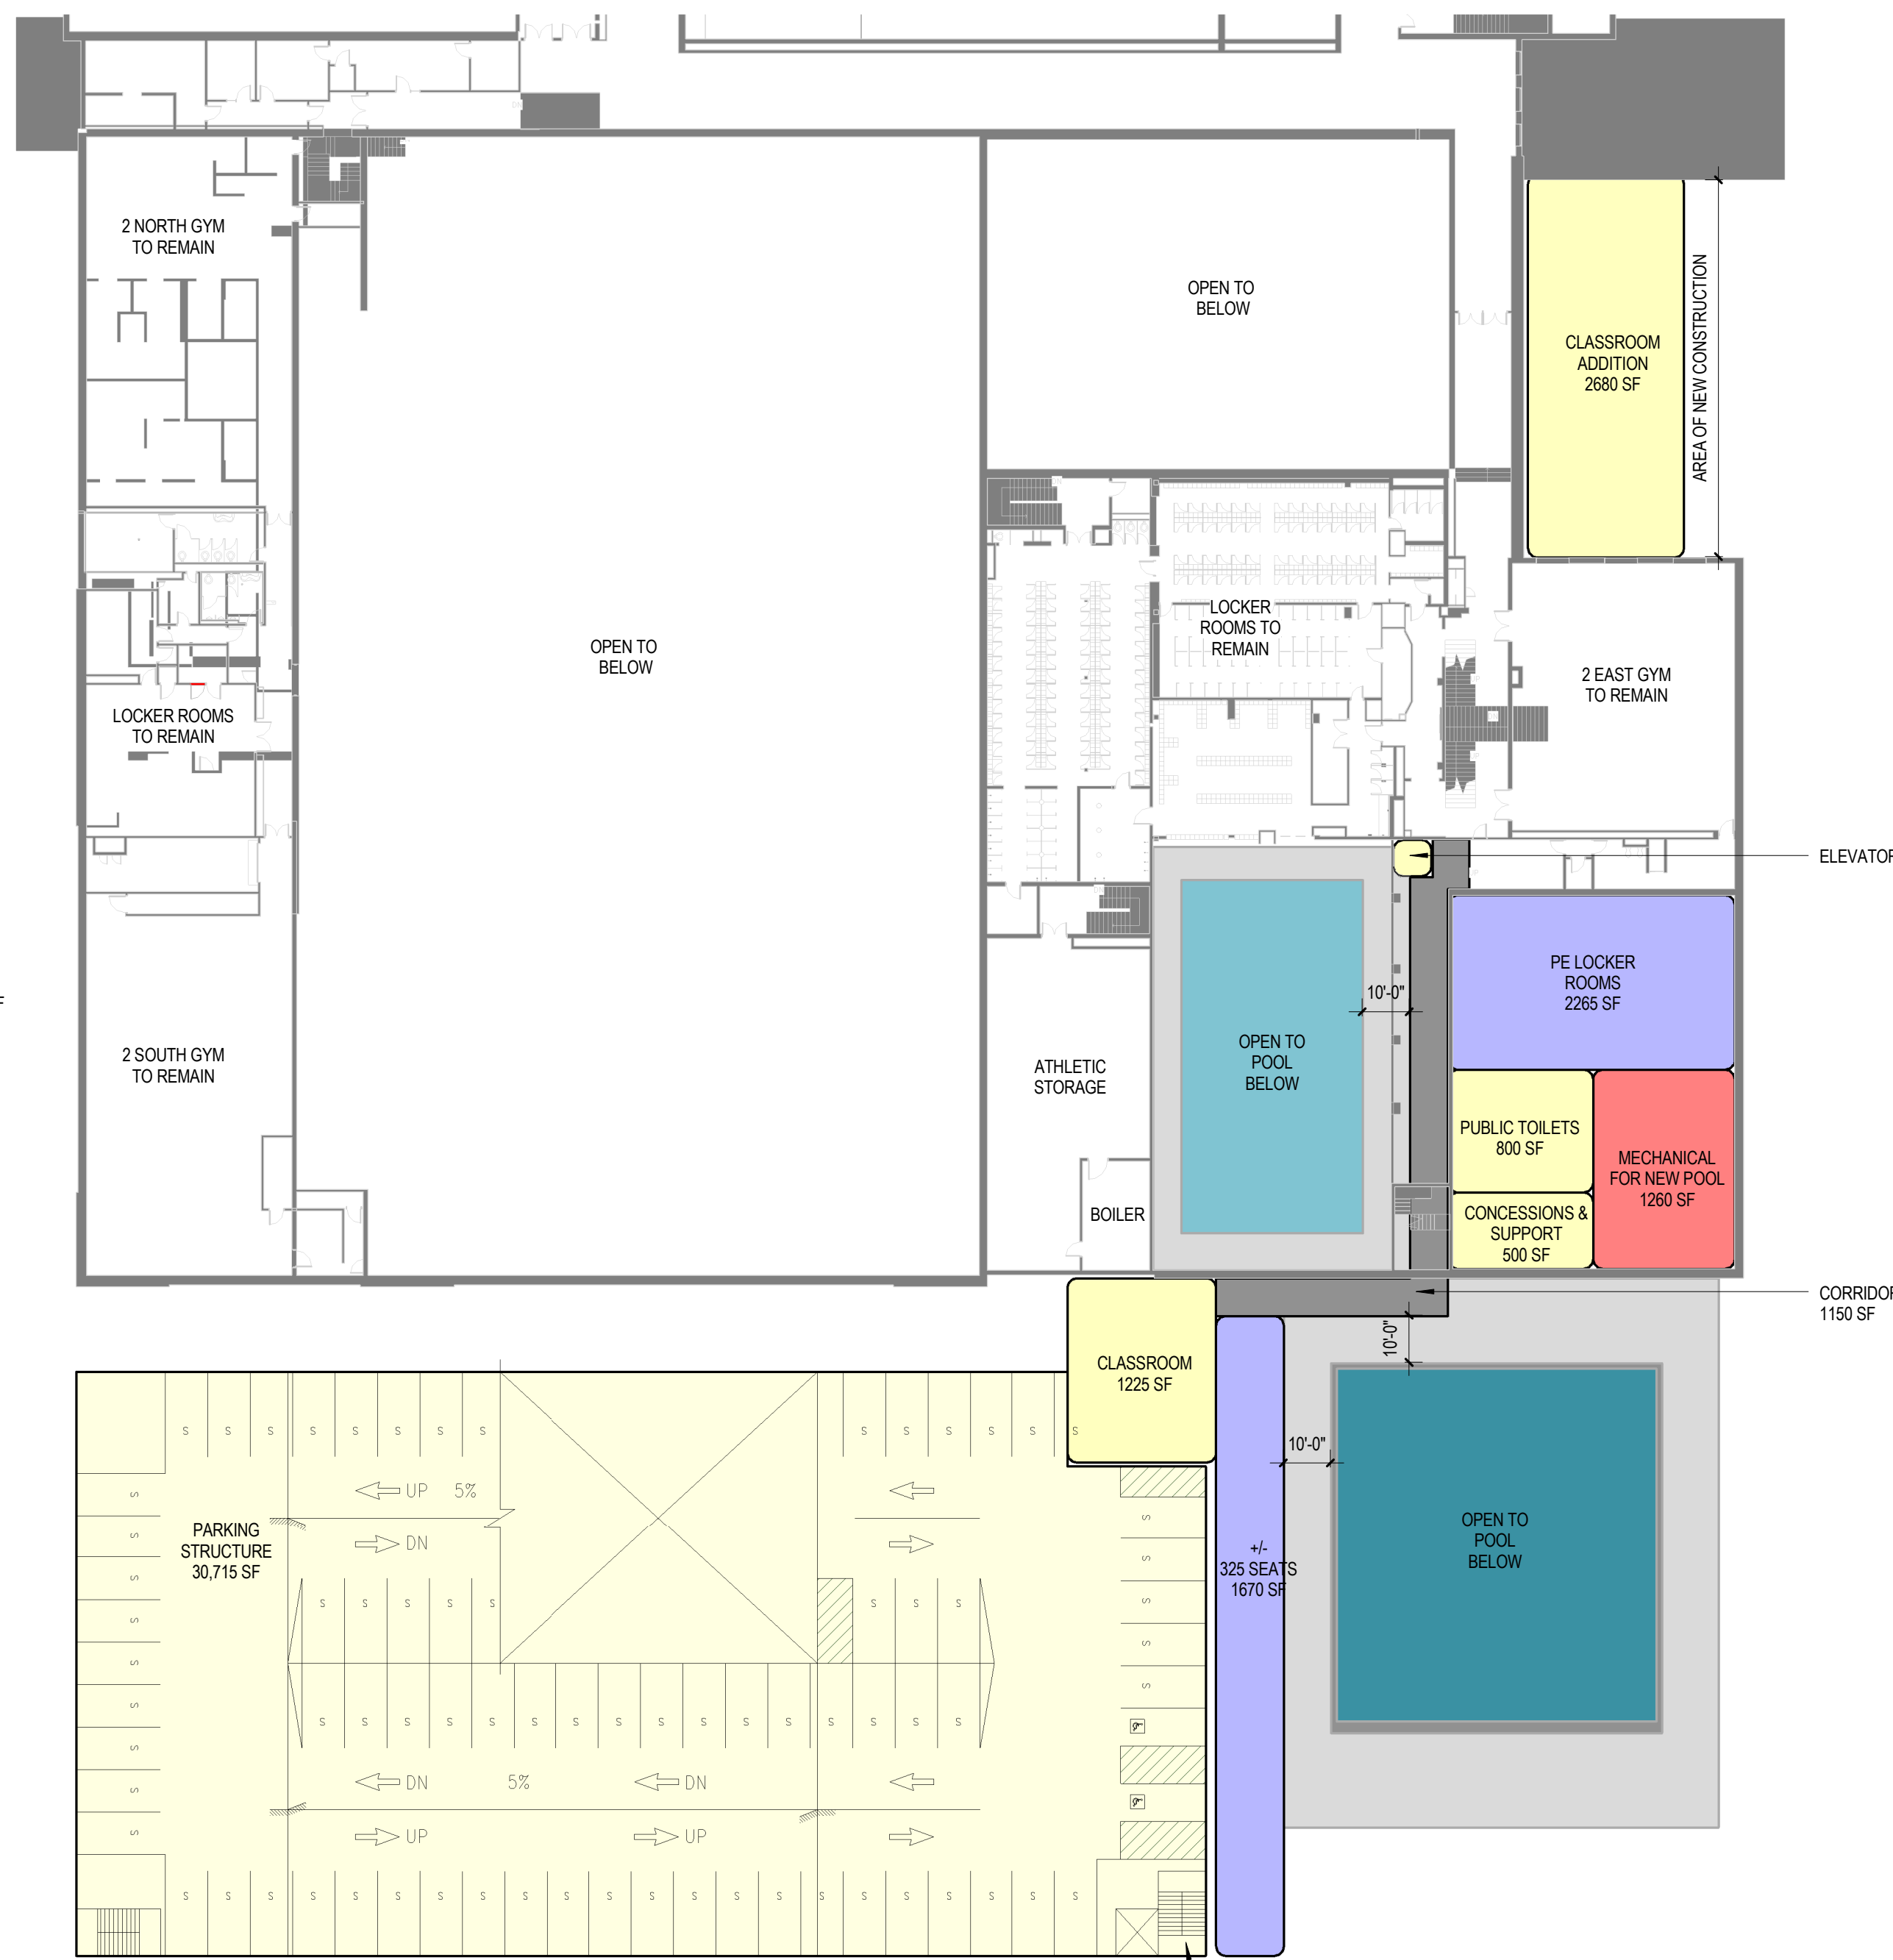 2 NORTH GYM
TO REMAIN
OPEN TO
BELOW
CLASSROOM
ADDITION
2680 SF
AREA OF NEW CONSTRUCTION
OPEN TO
BELOW
LOCKER
ROOMS TO
REMAIN
2 EAST GYM
TO REMAIN
LOCKER ROOMS
TO REMAIN
ELEVATOR
PE LOCKER
ROOMS
2265 SF
10'-0"
F
2 SOUTH GYM
TO REMAIN
ATHLETIC
STORAGE
OPEN TO
POOL
BELOW
PUBLIC TOILETS
800 SF
MECHANICAL
FOR NEW POOL
1260 SF
BOILER
CONCESSIONS &
SUPPORT
500 SF
CORRIDOR
1150 SF
10'-0"
CLASSROOM
1225 SF
S S S S S S S S S S S S S S
10'-0"
UP 5%
PARKING
STRUCTURE
30,715 SF
DN
OPEN TO
POOL
BELOW
+/-
325 SEATS
1670 SF
S S S S S S S S
S S S S S S S S S S S S S S S S
DN 5% DN
UP UP
S S S S S S S S S S S S S S S S S S S S S S
S
S
S
S
S
S
S
S
S
S
S
S
S
S